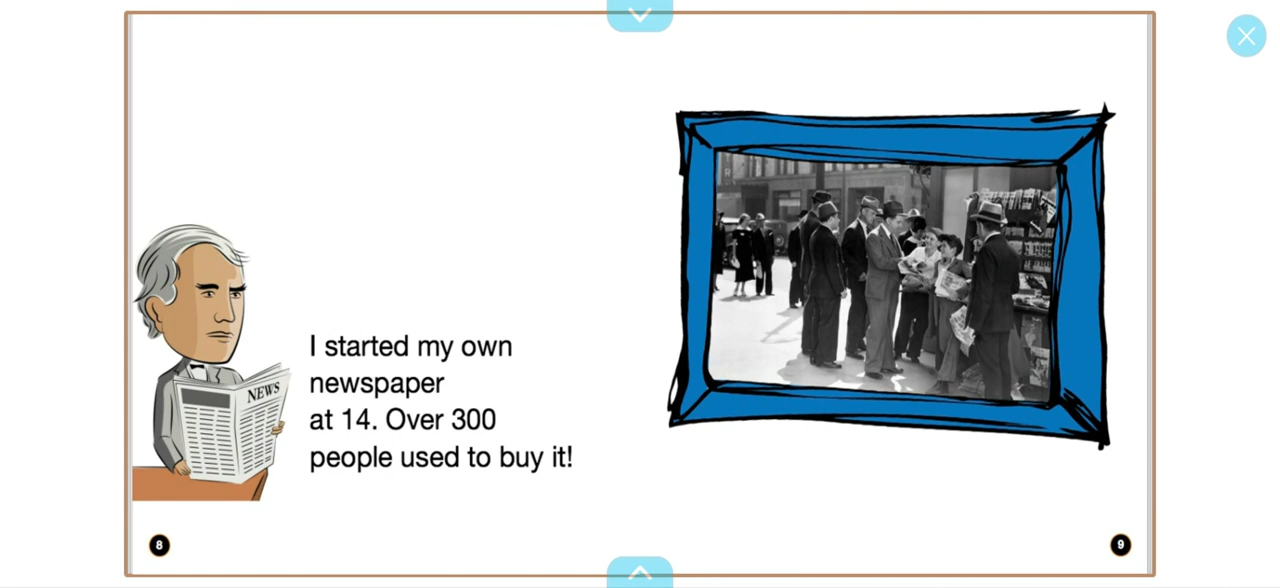 I started my own
newspaper
at 14. Over 300
people used to buy it!
NEWS
8
9